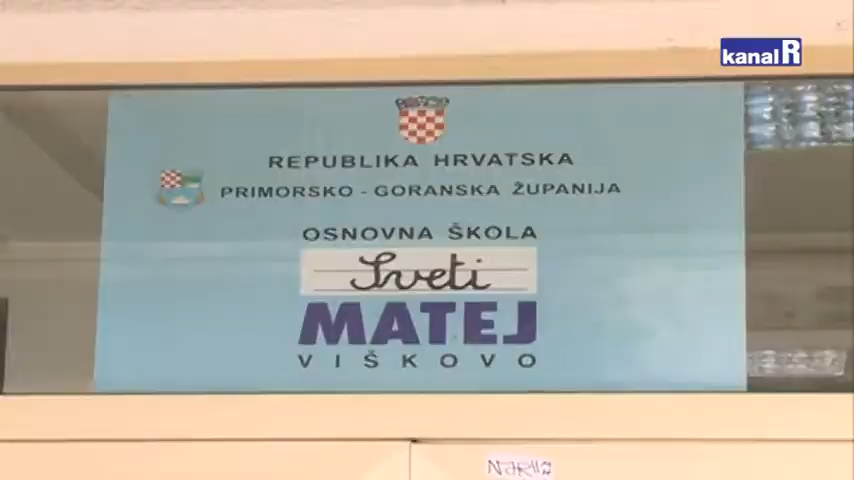 kanal R
REPUBLIKA HRVATSKA
PRIMORSKO - GORANSKA ŽUPANIJA
OSNOVNA ŠKOLA
Sveti
MATEJ
VIŠKOVO